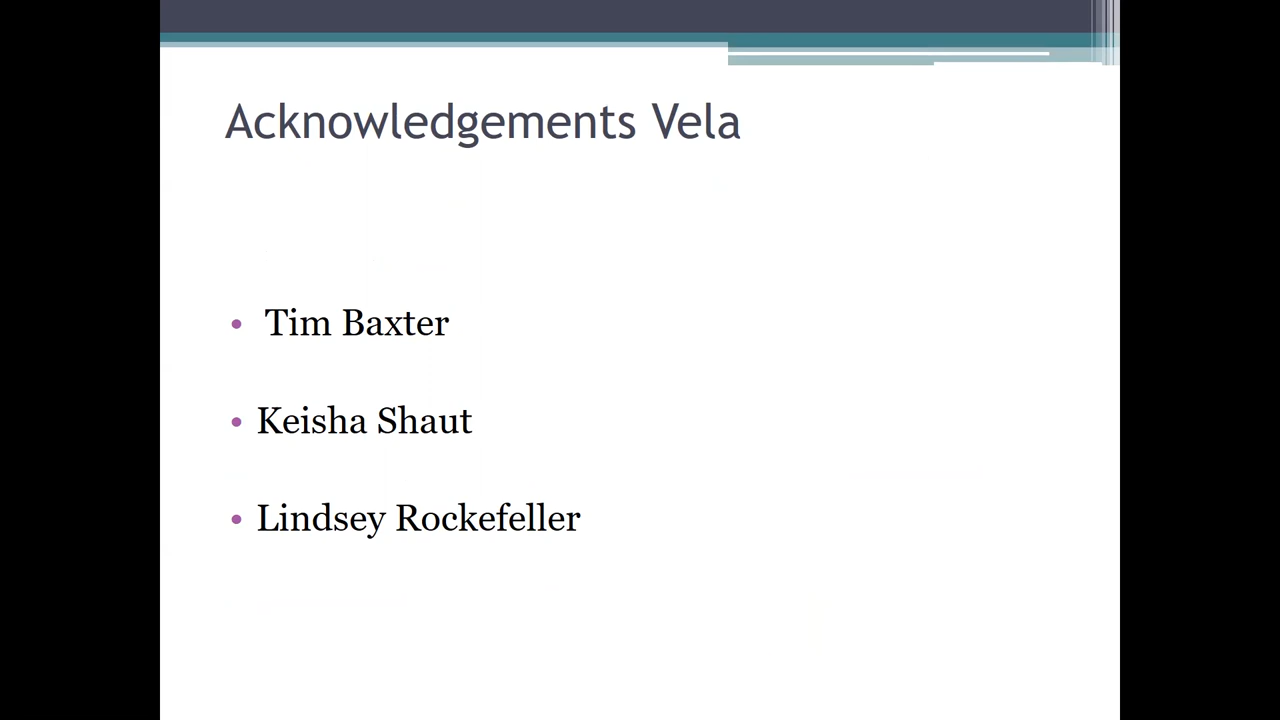 Acknowledgements Vela
• Tim Baxter
• Keisha Shaut
• Lindsey Rockefeller